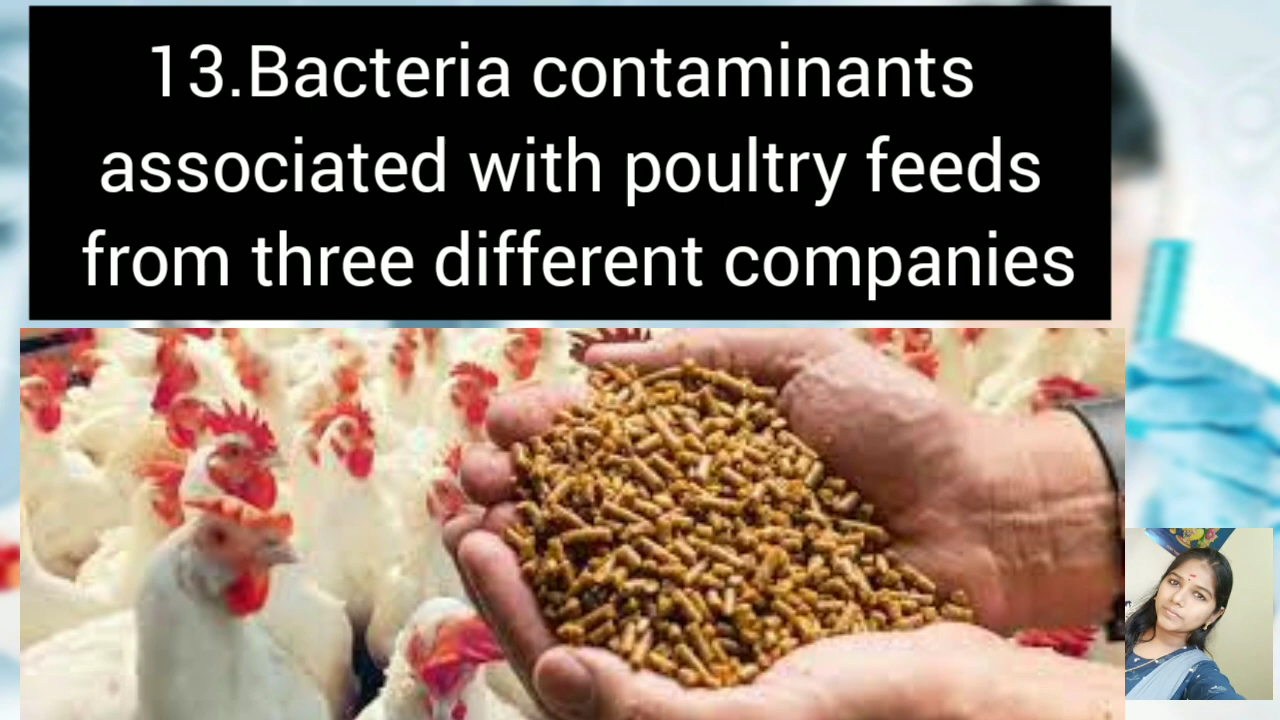 13.Bacteria contaminants
associated with poultry feeds
from three different companies